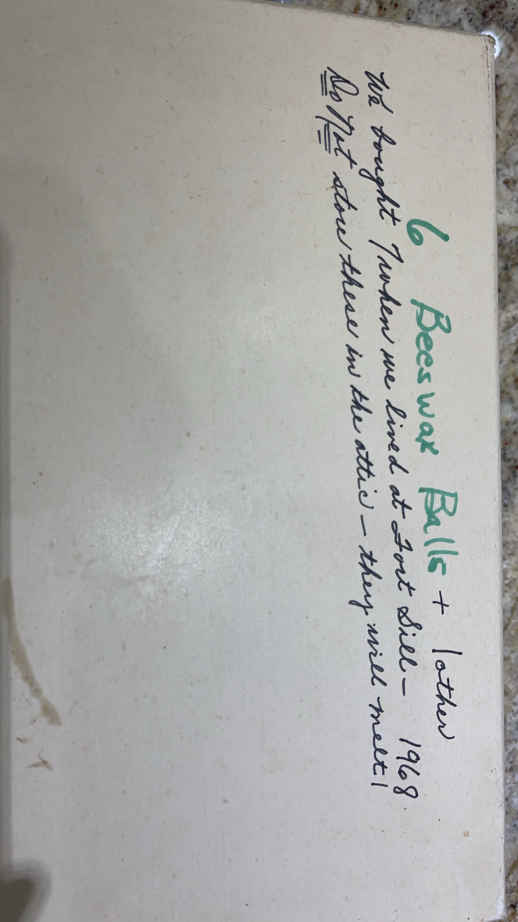 6 Beeswax Balls + 1 other
We bought 7 when we lived at Fort Sill - 1968
Do Not store these in the attic - they will melt!